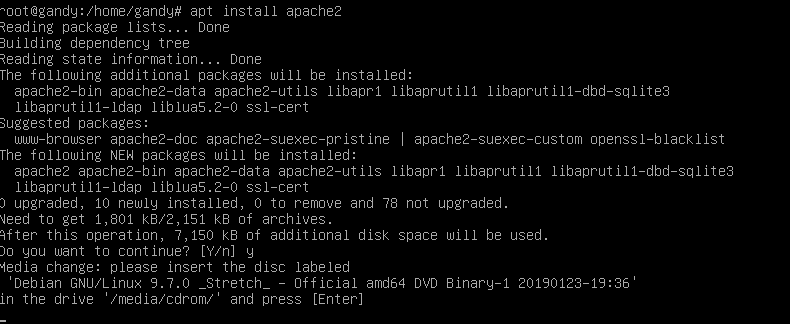 root@gandy:/home/gandy# apt install apache2
Reading package lists... Done
Building dependency tree
Reading state information... Done
The following additional packages will be installed:
  apache2-bin apache2-data apache2-utils libapr1 libaprutil1 libaprutil1-dbd-sqlite3
  libaprutil1-ldap liblua5.2-0 ssl-cert
Suggested packages:
  www-browser apache2-doc apache2-suexec-pristine | apache2-suexec-custom openssl-blacklist
The following NEW packages will be installed:
  apache2 apache2-bin apache2-data apache2-utils libapr1 libaprutil1 libaprutil1-dbd-sqlite3
  libaprutil1-ldap liblua5.2-0 ssl-cert
0 upgraded, 10 newly installed, 0 to remove and 78 not upgraded.
Need to get 1,801 kB/2,151 kB of archives.
After this operation, 7,150 kB of additional disk space will be used.
Do you want to continue? [Y/n] y
Media change: please insert the disc labeled
 'Debian GNU/Linux 9.7.0 _Stretch_ - Official amd64 DVD Binary-1 20190123-19:36'
in the drive '/media/cdrom/' and press [Enter]